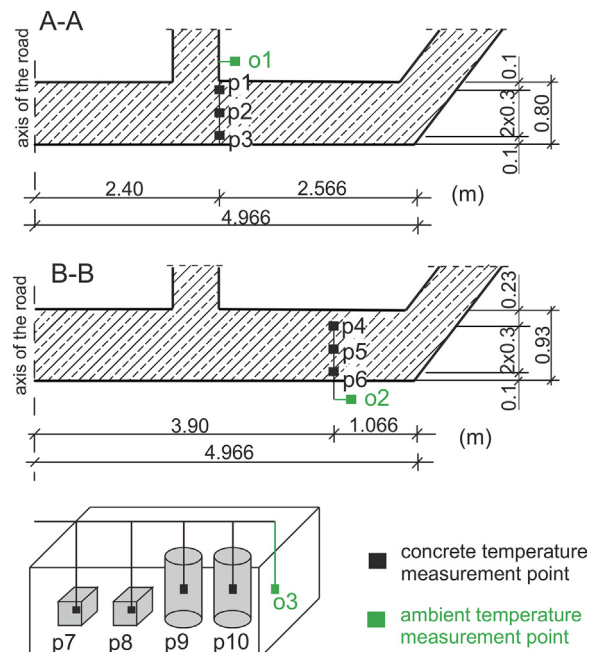 A-A
axis of the road
o1
p1
p2
p3
0.1
2x0.3
0.1
0.80
2.40
2.566
(m)
4.966
B-B
axis of the road
p4
p5
p6
o2
0.23
2x0.3
0.1
0.93
3.90
1.066
(m)
4.966
o3
p7
p8
p9
p10
concrete temperature
measurement point
ambient temperature
measurement point